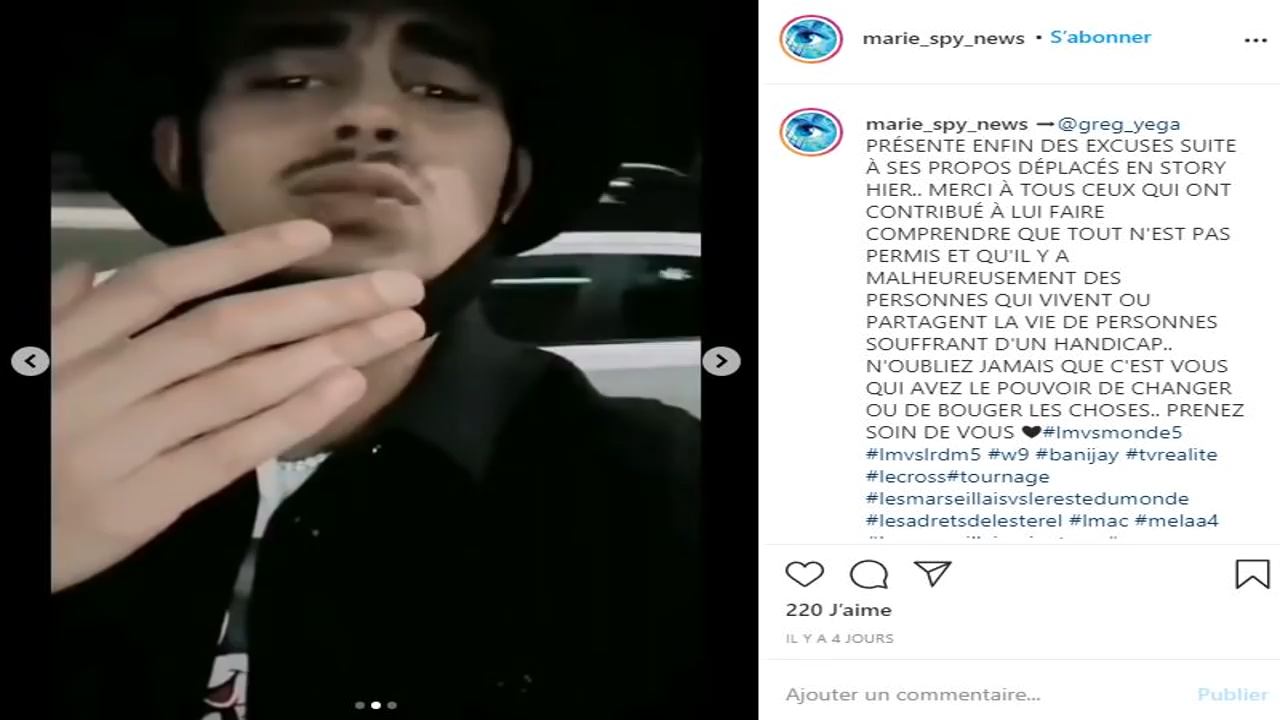 marie_spy_news • S'abonner
marie_spy_news →@greg_yega
PRÉSENTE ENFIN DES EXCUSES SUITE
À SES PROPOS DÉPLACÉS EN STORY
HIER.. MERCI À TOUS CEUX QUI ONT
CONTRIBUÉ À LUI FAIRE
COMPRENDRE QUE TOUT N'EST PAS
PERMIS ET QU'IL Y A
MALHEUREUSEMENT DES
PERSONNES QUI VIVENT OU
PARTAGENT LA VIE DE PERSONNES
SOUFFRANT D'UN HANDICAP..
N'OUBLIEZ JAMAIS QUE C'EST VOUS
QUI AVEZ LE POUVOIR DE CHANGER
OU DE BOUGER LES CHOSES.. PRENEZ
SOIN DE VOUS 🖤#lmvsmonde5
#lmvslrdm5 #w9 #banijay #tvrealite
#lecross#tournage
#lesmarseillaisvslerestedumonde
#lesadretsdelesterel #lmac #melaa4
220 J'aime
IL Y A 4 JOURS
Ajouter un commentaire... Publier